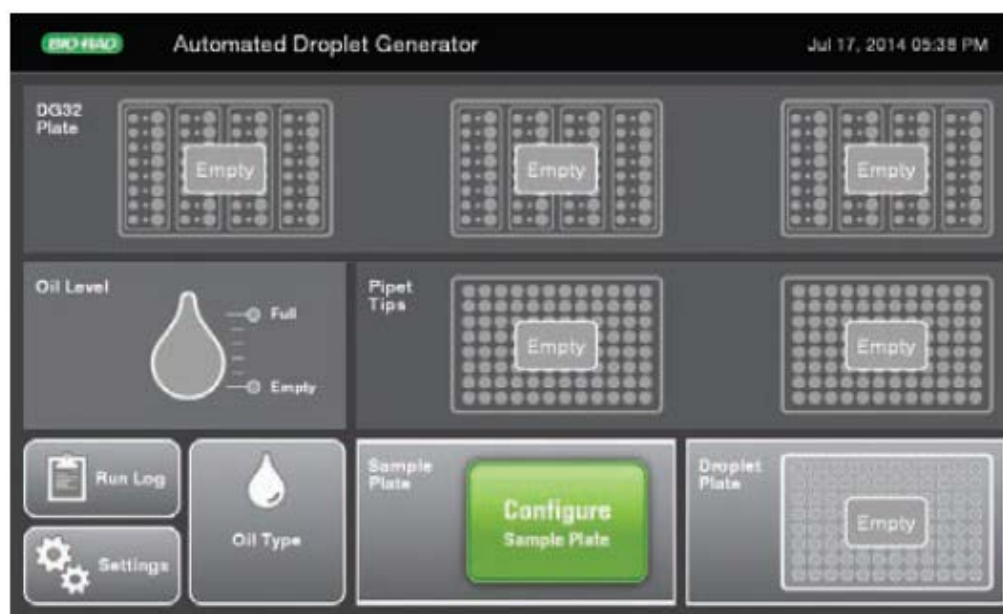 BIO-RAD
Automated Droplet Generator
Jul 17, 2014 05:38 PM
DG32
Plate
Empty
Empty
Empty
Oil Level
Full
Empty
Pipet
Tips
Empty
Empty
Run Log
Settings
Oil Type
Sample
Plate
Configure
Sample Plate
Droplet
Plate
Empty